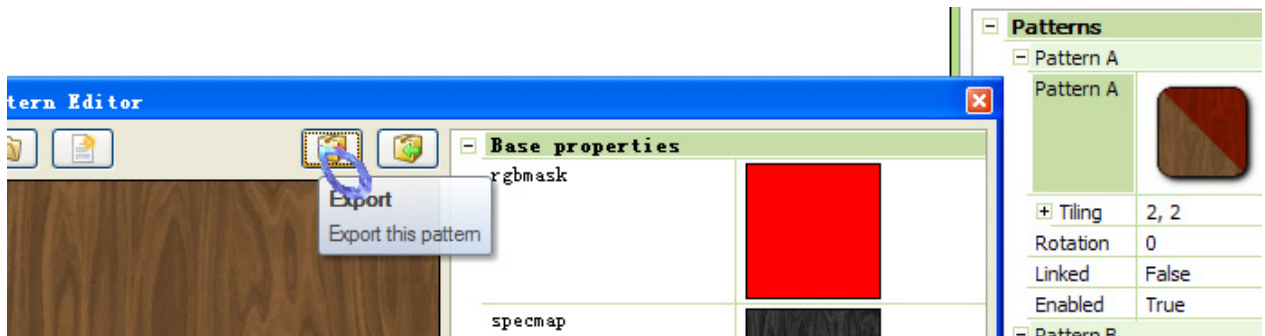 Patterns
Pattern A
Pattern A
tern Editor
Base properties
rgbmask
Export
Export this pattern
Tiling 2, 2
Rotation 0
Linked False
Enabled True
specmap
Pattern B